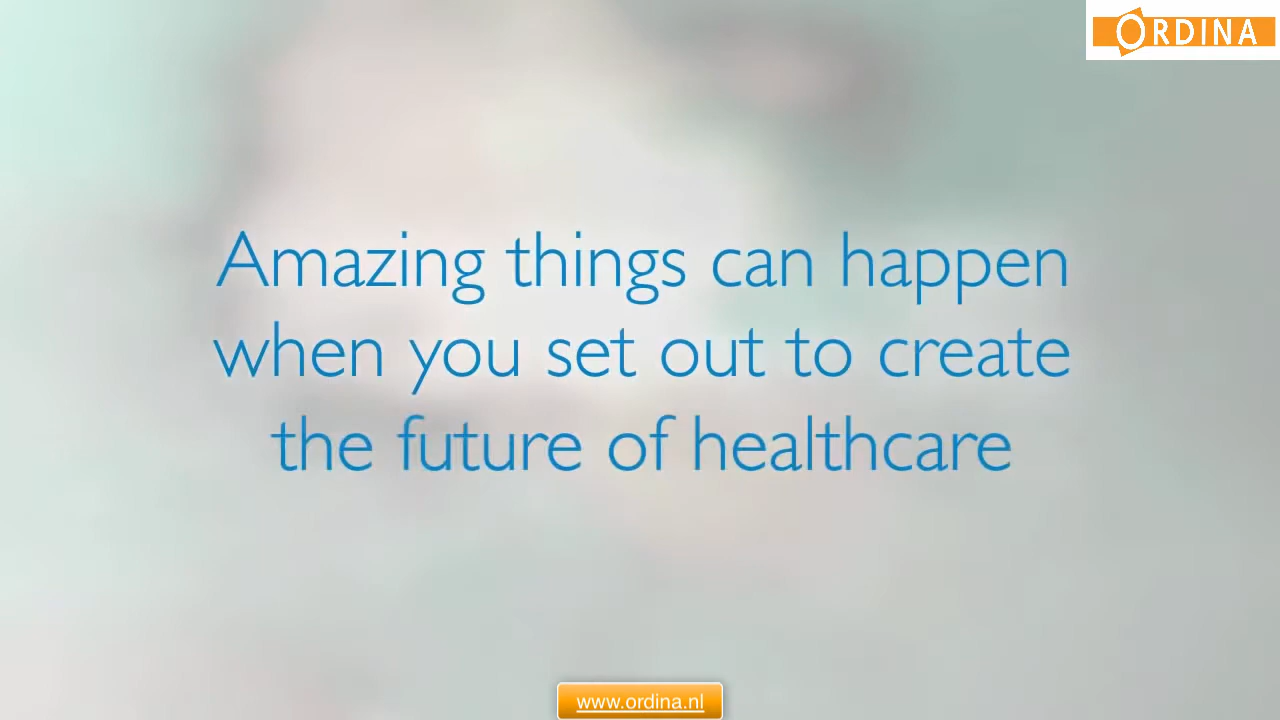 ORDINA
Amazing things can happen
when you set out to create
the future of healthcare
www.ordina.nl